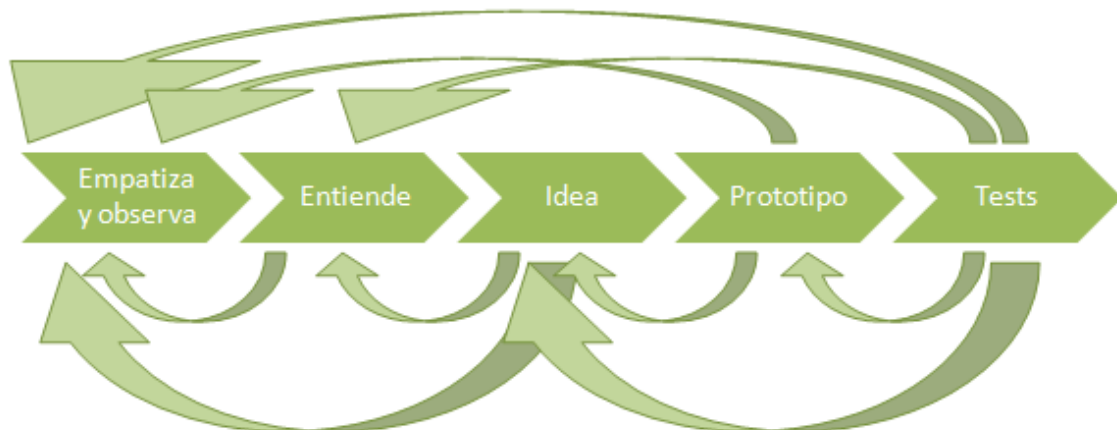 Empatiza
y observa
Entiende
Idea
Prototipo
Tests